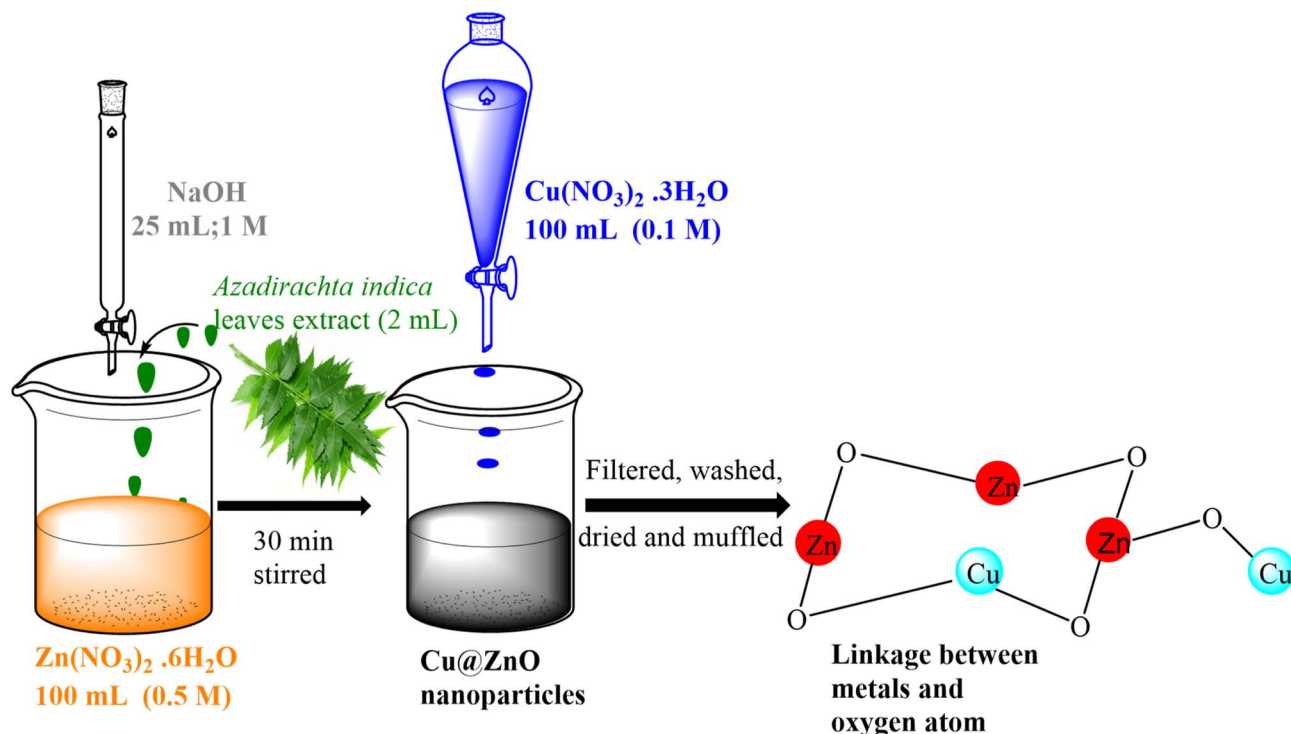 NaOH
25 mL;1 M
Azadirachta indica
leaves extract (2 mL)
Cu(NO₃)₂ .3H₂O
100 mL (0.1 M)
30 min
stirred
Filtered, washed,
dried and muffled
Zn(NO₃)₂ .6H₂O
100 mL (0.5 M)
Cu@ZnO
nanoparticles
O
Zn
O
Zn
Zn
O
Cu
Cu
O
O
Linkage between
metals and
oxygen atom